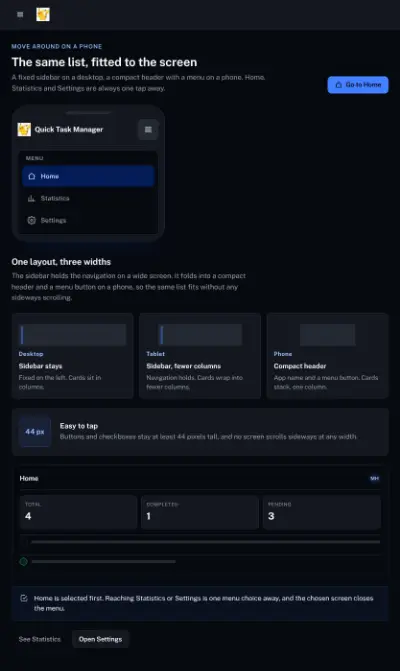 MOVE AROUND ON A PHONE
The same list, fitted to the screen
A fixed sidebar on a desktop, a compact header with a menu on a phone. Home,
Statistics and Settings are always one tap away.
Go to Home
Quick Task Manager
MENU
Home
Statistics
Settings
One layout, three widths
The sidebar holds the navigation on a wide screen. It folds into a compact
header and a menu button on a phone, so the same list fits without any
sideways scrolling.
Desktop
Sidebar stays
Fixed on the left. Cards sit in
columns.
Tablet
Sidebar, fewer columns
Navigation holds. Cards wrap into
fewer columns.
Phone
Compact header
App name and a menu button. Cards
stack, one column.
44 px
Easy to tap
Buttons and checkboxes stay at least 44 pixels tall, and no screen scrolls sideways at any width.
Home
MH
TOTAL
4
COMPLETED
1
PENDING
3
Home is selected first. Reaching Statistics or Settings is one menu choice away, and the chosen screen closes
the menu.
See Statistics
Open Settings